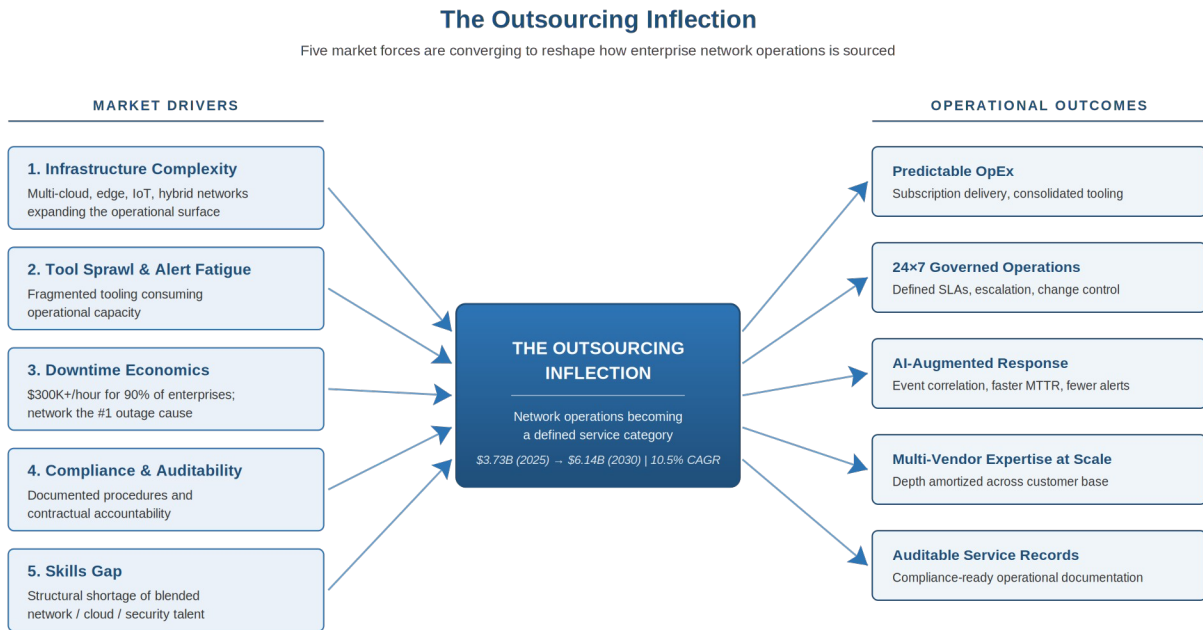 The Outsourcing Inflection
Five market forces are converging to reshape how enterprise network operations is sourced
MARKET DRIVERS
1. Infrastructure Complexity
Multi-cloud, edge, IoT, hybrid networks
expanding the operational surface
2. Tool Sprawl & Alert Fatigue
Fragmented tooling consuming
operational capacity
3. Downtime Economics
$300K+/hour for 90% of enterprises;
network the #1 outage cause
4. Compliance & Auditability
Documented procedures and
contractual accountability
5. Skills Gap
Structural shortage of blended
network / cloud / security talent
THE OUTSOURCING
INFLECTION
Network operations becoming
a defined service category
$3.73B (2025) → $6.14B (2030) | 10.5% CAGR
OPERATIONAL OUTCOMES
Predictable OpEx
Subscription delivery, consolidated tooling
24×7 Governed Operations
Defined SLAs, escalation, change control
AI-Augmented Response
Event correlation, faster MTTR, fewer alerts
Multi-Vendor Expertise at Scale
Depth amortized across customer base
Auditable Service Records
Compliance-ready operational documentation